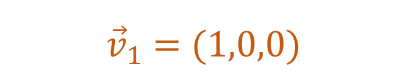 v⃗₁ = (1,0,0)